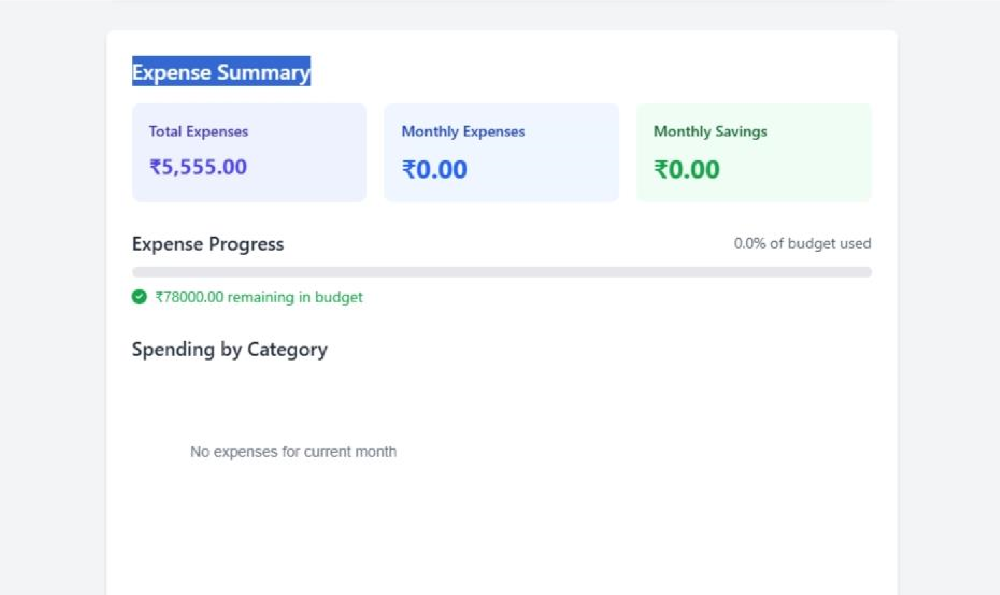 Expense Summary
Total Expenses
₹5,555.00
Monthly Expenses
₹0.00
Monthly Savings
₹0.00
Expense Progress
0.0% of budget used
₹78000.00 remaining in budget
Spending by Category
No expenses for current month